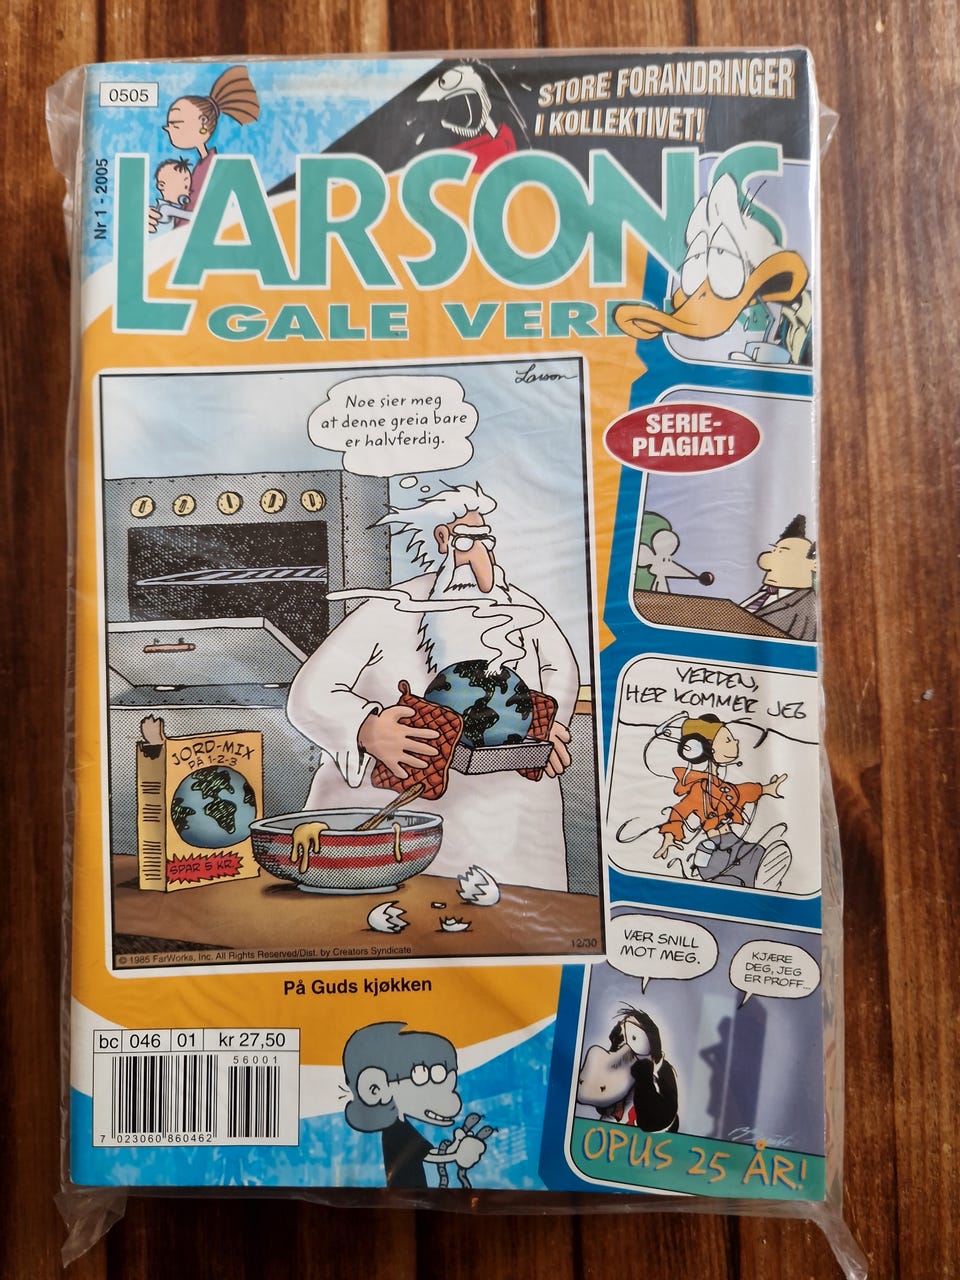 0505
STORE FORANDRINGER
I KOLLEKTIVET!
Nr 1 - 2005
LARSONS
GALE VER
Larson
Noe sier meg
at denne greia bare
er halvferdig.
SERIE-
PLAGIAT!
JORD-MIX
PÅ 1-2-3
SPAR 5 KR.
VERDEN,
HER KOMMER JEG
© 1985 FarWorks, Inc. All Rights Reserved/Dist. by Creators Syndicate
12/30
På Guds kjøkken
VÆR SNILL
MOT MEG.
KJÆRE
DEG, JEG
ER PROFF...
bc 046 01 kr 27,50
56001
7 023060 860462
OPUS 25 ÅR!